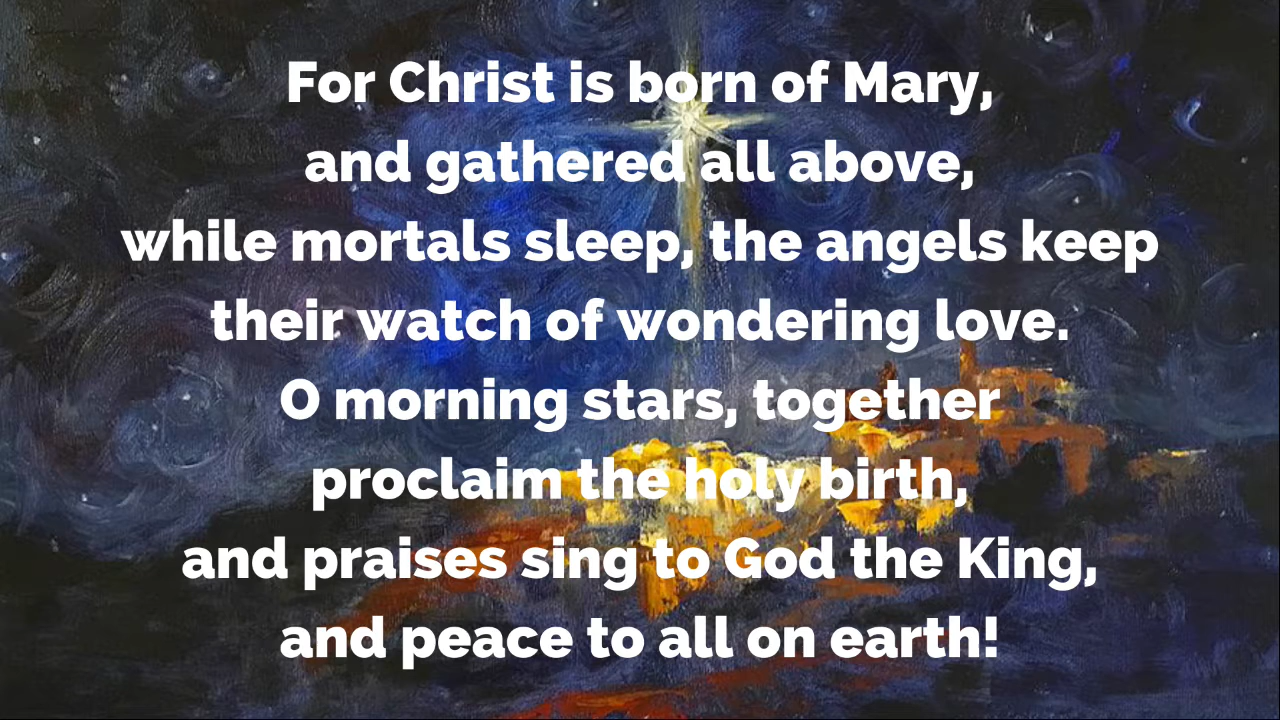 For Christ is born of Mary,
and gathered all above,
while mortals sleep, the angels keep
their watch of wondering love.
O morning stars, together
proclaim the holy birth,
and praises sing to God the King,
and peace to all on earth!